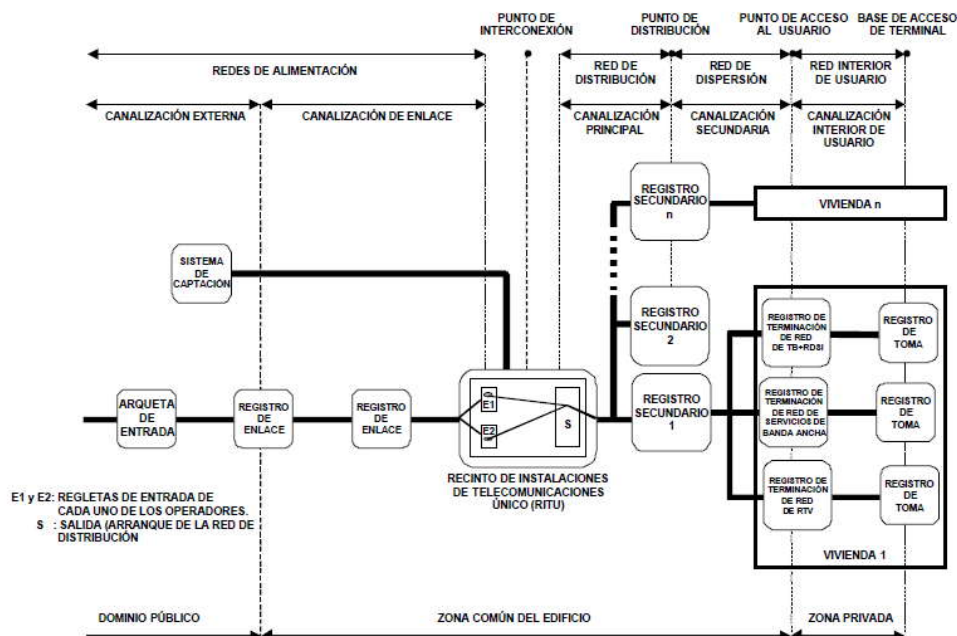 PUNTO DE
INTERCONEXIÓN
PUNTO DE
DISTRIBUCIÓN
PUNTO DE ACCESO
AL USUARIO
BASE DE ACCESO
DE TERMINAL
REDES DE ALIMENTACIÓN
RED DE
DISTRIBUCIÓN
RED DE
DISPERSIÓN
RED INTERIOR
DE USUARIO
CANALIZACIÓN EXTERNA
CANALIZACIÓN DE ENLACE
CANALIZACIÓN
PRINCIPAL
CANALIZACIÓN
SECUNDARIA
CANALIZACIÓN
INTERIOR DE
USUARIO
REGISTRO
SECUNDARIO
n
VIVIENDA n
SISTEMA
DE
CAPTACIÓN
REGISTRO
SECUNDARIO
2
REGISTRO DE
TERMINACIÓN
DE RED
DE TB+RDSI
REGISTRO
DE
TOMA
ARQUETA
DE
ENTRADA
REGISTRO
DE
ENLACE
REGISTRO
DE
ENLACE
E1
E2
S
REGISTRO
SECUNDARIO
1
REGISTRO DE
TERMINACIÓN
DE RED DE
SERVICIOS DE
BANDA ANCHA
REGISTRO
DE
TOMA
RECINTO DE INSTALACIONES
DE TELECOMUNICACIONES
ÚNICO (RITU)
REGISTRO DE
TERMINACIÓN
DE RED
DE RTV
REGISTRO
DE
TOMA
VIVIENDA 1
E1 y E2: REGLETAS DE ENTRADA DE
CADA UNO DE LOS OPERADORES.
S : SALIDA (ARRANQUE DE LA RED DE
DISTRIBUCIÓN
DOMINIO PÚBLICO
ZONA COMÚN DEL EDIFICIO
ZONA PRIVADA